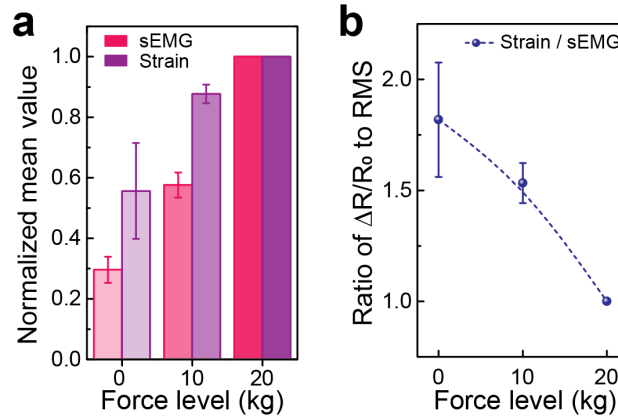 a
sEMG
Strain
Normalized mean value
1.0
0.8
0.6
0.4
0.2
0.0
0 10 20
Force level (kg)
b
Strain / sEMG
Ratio of ΔR/R₀ to RMS
2.0
1.5
1.0
0 10 20
Force level (kg)